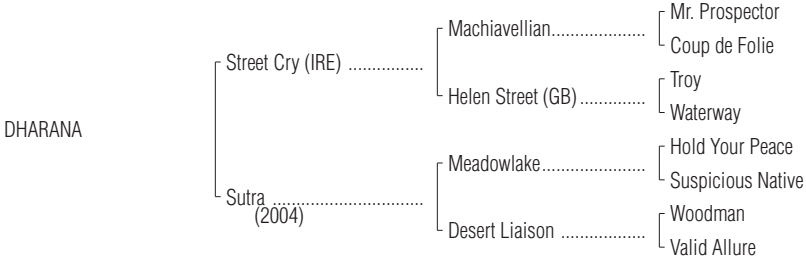 Mr. Prospector
Machiavellian....................
Coup de Folie
Street Cry (IRE) ................
Troy
Helen Street (GB)..............
Waterway
DHARANA
Hold Your Peace
Meadowlake......................
Suspicious Native
Sutra ................................
(2004)
Woodman
Desert Liaison ..................
Valid Allure